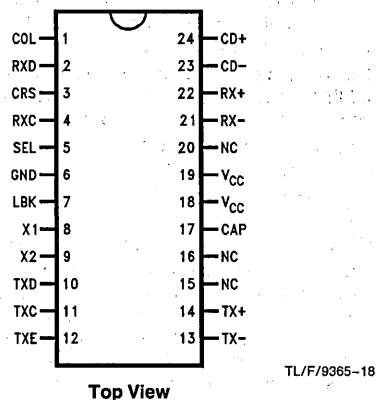 COL 1 24 CD+
RXD 2 23 CD-
CRS 3 22 RX+
RXC 4 21 RX-
SEL 5 20 NC
GND 6 19 VCC
LBK 7 18 VCC
X1 8 17 CAP
X2 9 16 NC
TXD 10 15 NC
TXC 11 14 TX+
TXE 12 13 TX-
TL/F/9365-18
Top View